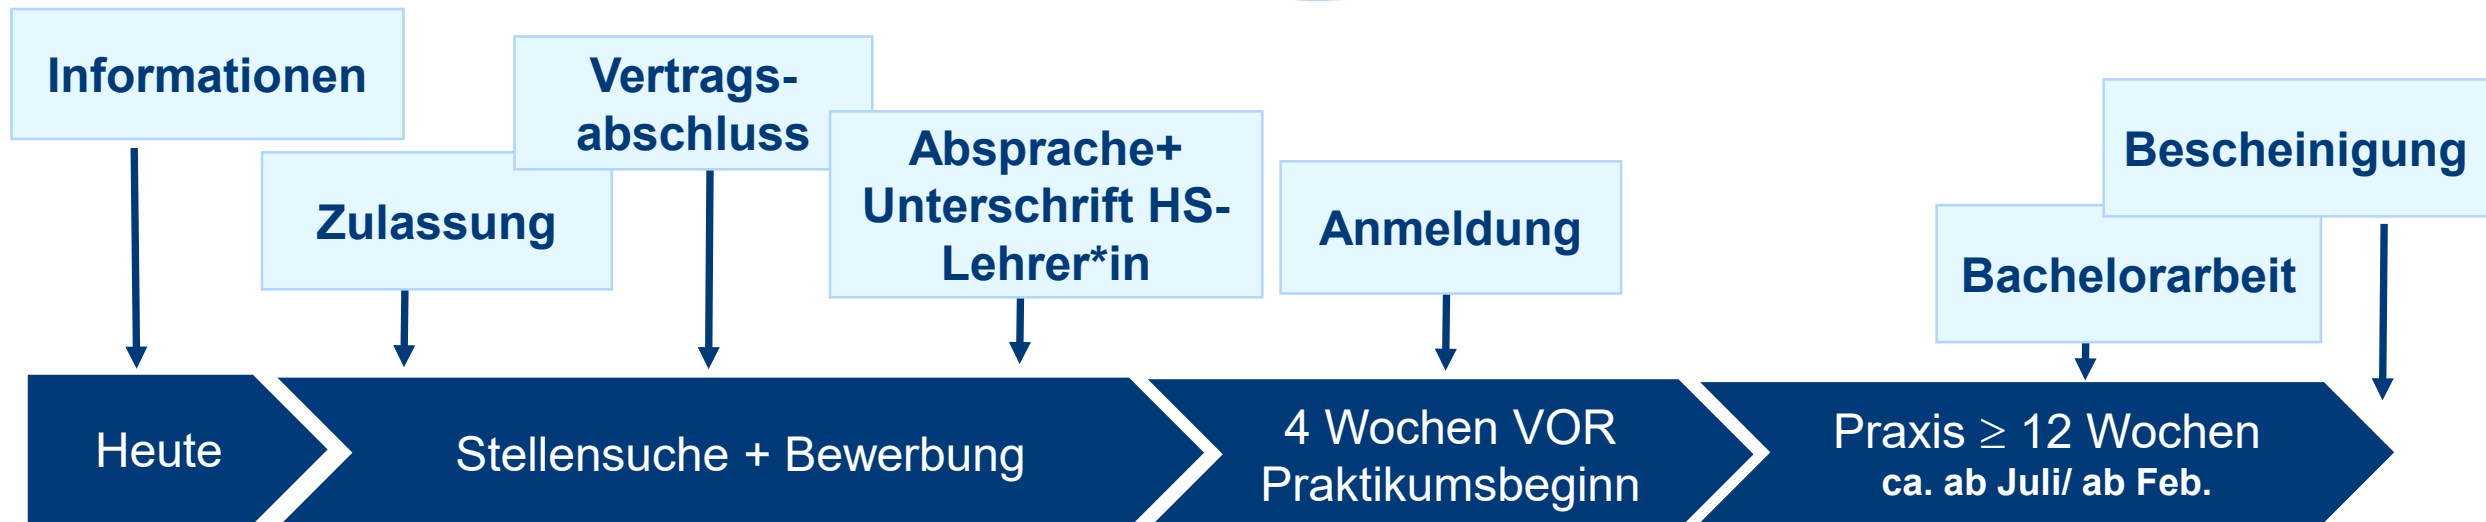 Informationen
Zulassung
Vertrags-
abschluss
Absprache+
Unterschrift HS-
Lehrer*in
Anmeldung
Bachelorarbeit
Bescheinigung
Heute
Stellensuche + Bewerbung
4 Wochen VOR
Praktikumsbeginn
Praxis ≥ 12 Wochen
ca. ab Juli/ ab Feb.